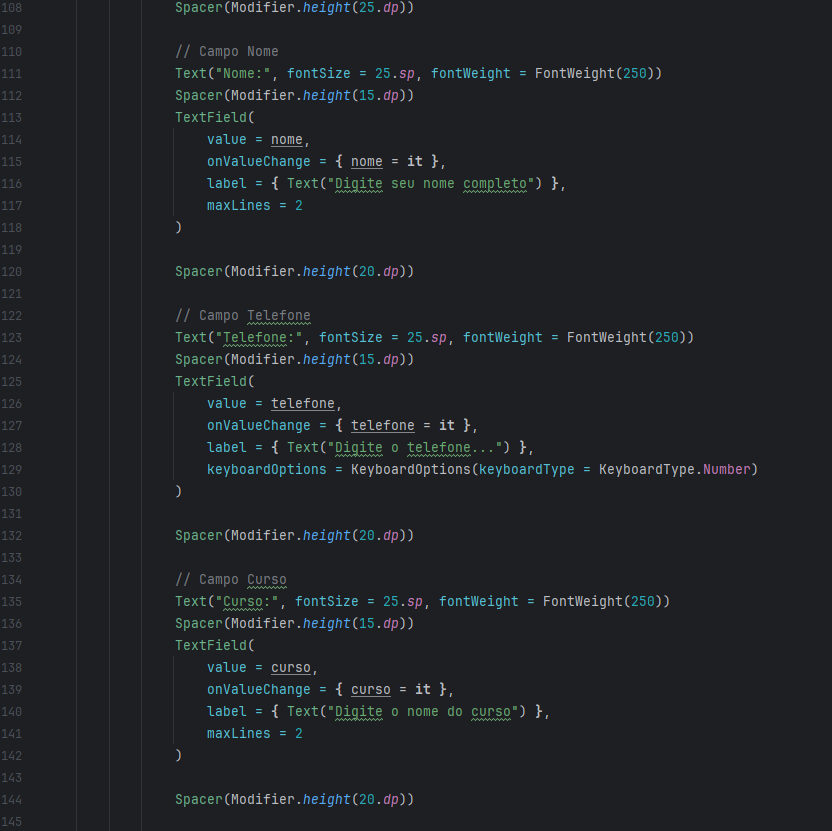 108 Spacer(Modifier.height(25.dp))
109
110 // Campo Nome
111 Text("Nome:", fontSize = 25.sp, fontWeight = FontWeight(250))
112 Spacer(Modifier.height(15.dp))
113 TextField(
114 value = nome,
115 onValueChange = { nome = it },
116 label = { Text("Digite seu nome completo") },
117 maxLines = 2
118 )
119
120 Spacer(Modifier.height(20.dp))
121
122 // Campo Telefone
123 Text("Telefone:", fontSize = 25.sp, fontWeight = FontWeight(250))
124 Spacer(Modifier.height(15.dp))
125 TextField(
126 value = telefone,
127 onValueChange = { telefone = it },
128 label = { Text("Digite o telefone...") },
129 keyboardOptions = KeyboardOptions(keyboardType = KeyboardType.Number)
130 )
131
132 Spacer(Modifier.height(20.dp))
133
134 // Campo Curso
135 Text("Curso:", fontSize = 25.sp, fontWeight = FontWeight(250))
136 Spacer(Modifier.height(15.dp))
137 TextField(
138 value = curso,
139 onValueChange = { curso = it },
140 label = { Text("Digite o nome do curso") },
141 maxLines = 2
142 )
143
144 Spacer(Modifier.height(20.dp))
145